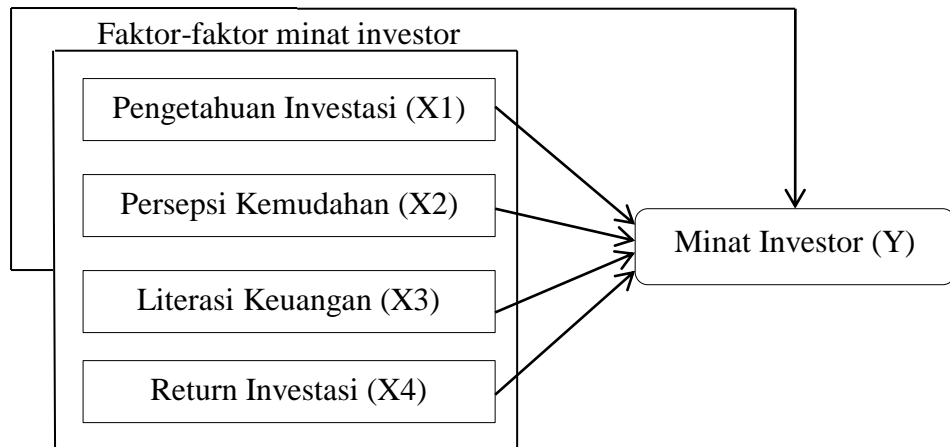 Faktor-faktor minat investor
Pengetahuan Investasi (X1)
Persepsi Kemudahan (X2)
Minat Investor (Y)
Literasi Keuangan (X3)
Return Investasi (X4)